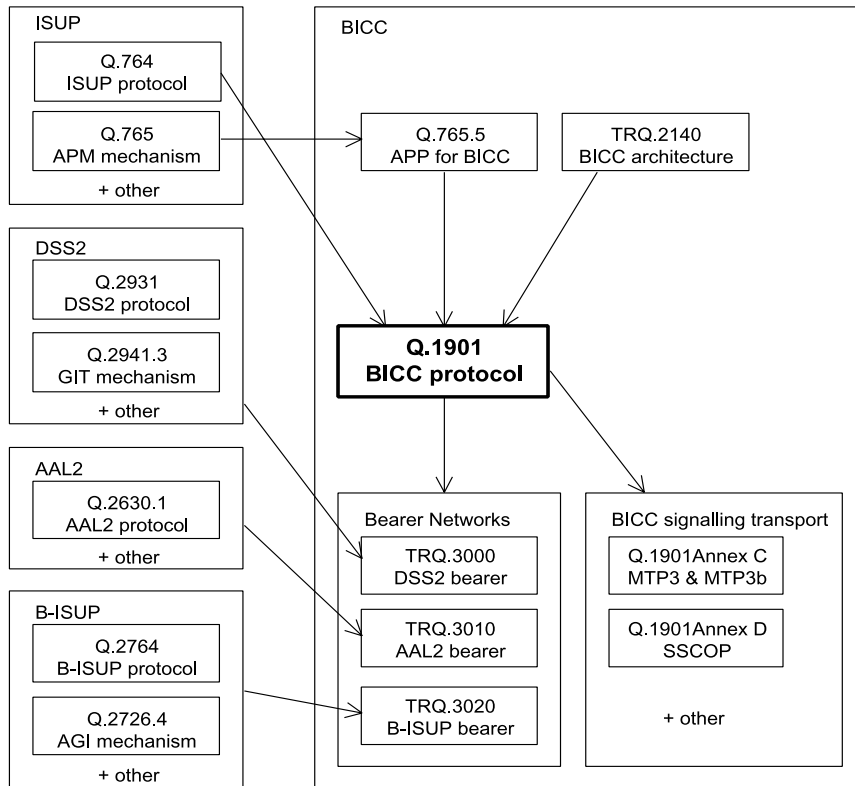 ISUP
Q.764
ISUP protocol
Q.765
APM mechanism
+ other
DSS2
Q.2931
DSS2 protocol
Q.2941.3
GIT mechanism
+ other
AAL2
Q.2630.1
AAL2 protocol
+ other
B-ISUP
Q.2764
B-ISUP protocol
Q.2726.4
AGI mechanism
+ other
BICC
Q.765.5
APP for BICC
TRQ.2140
BICC architecture
Q.1901
BICC protocol
Bearer Networks
TRQ.3000
DSS2 bearer
TRQ.3010
AAL2 bearer
TRQ.3020
B-ISUP bearer
BICC signalling transport
Q.1901Annex C
MTP3 & MTP3b
Q.1901Annex D
SSCOP
+ other